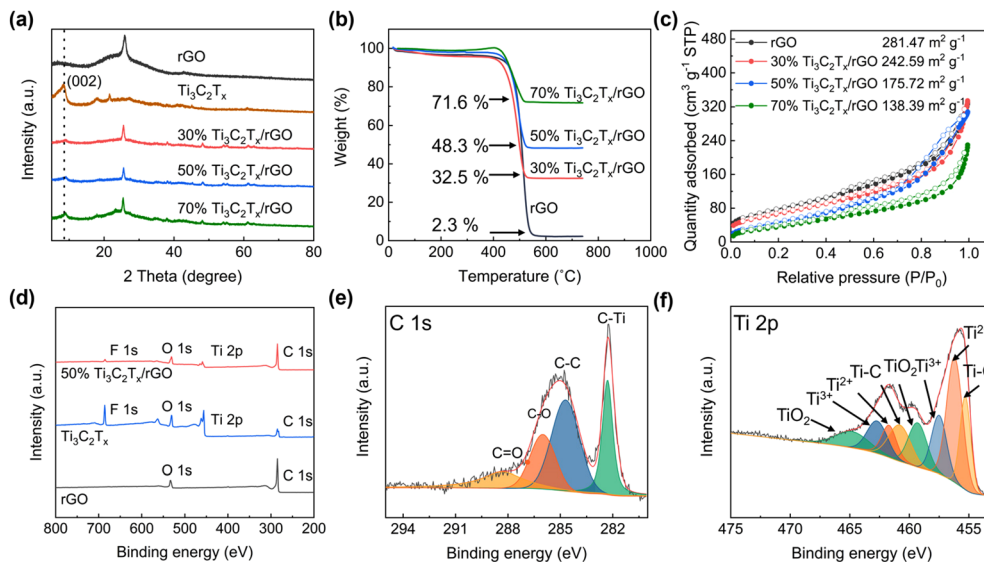 (a)
rGO
(002)
Ti₃C₂Tₓ
30% Ti₃C₂Tₓ/rGO
50% Ti₃C₂Tₓ/rGO
70% Ti₃C₂Tₓ/rGO
Intensity (a.u.)
10 20 30 40 50 60 70 80
2 Theta (degree)
(b)
100
80
60
40
20
0
Weight (%)
71.6 %
70% Ti₃C₂Tₓ/rGO
48.3 %
50% Ti₃C₂Tₓ/rGO
32.5 %
30% Ti₃C₂Tₓ/rGO
2.3 %
rGO
0 200 400 600 800 1000
Temperature (˚C)
(c)
480
400
320
240
160
80
0
Quantity adsorbed (cm³ g⁻¹ STP)
rGO 281.47 m² g⁻¹
30% Ti₃C₂Tₓ/rGO 242.59 m² g⁻¹
50% Ti₃C₂Tₓ/rGO 175.72 m² g⁻¹
70% Ti₃C₂Tₓ/rGO 138.39 m² g⁻¹
0.0 0.2 0.4 0.6 0.8 1.0
Relative pressure (P/P₀)
(d)
F 1s O 1s Ti 2p C 1s
50% Ti₃C₂Tₓ/rGO
F 1s O 1s Ti 2p C 1s
Ti₃C₂Tₓ
O 1s C 1s
rGO
Intensity (a.u.)
800 700 600 500 400 300 200
Binding energy (eV)
(e)
C 1s
C-Ti
C-C
C-O
C=O
Intensity (a.u.)
294 291 288 285 282
Binding energy (eV)
(f)
Ti 2p
TiO₂
Ti³⁺
Ti²⁺
Ti-C
TiO₂
Ti³⁺
Intensity (a.u.)
475 470 465 460 455
Binding energy (eV)